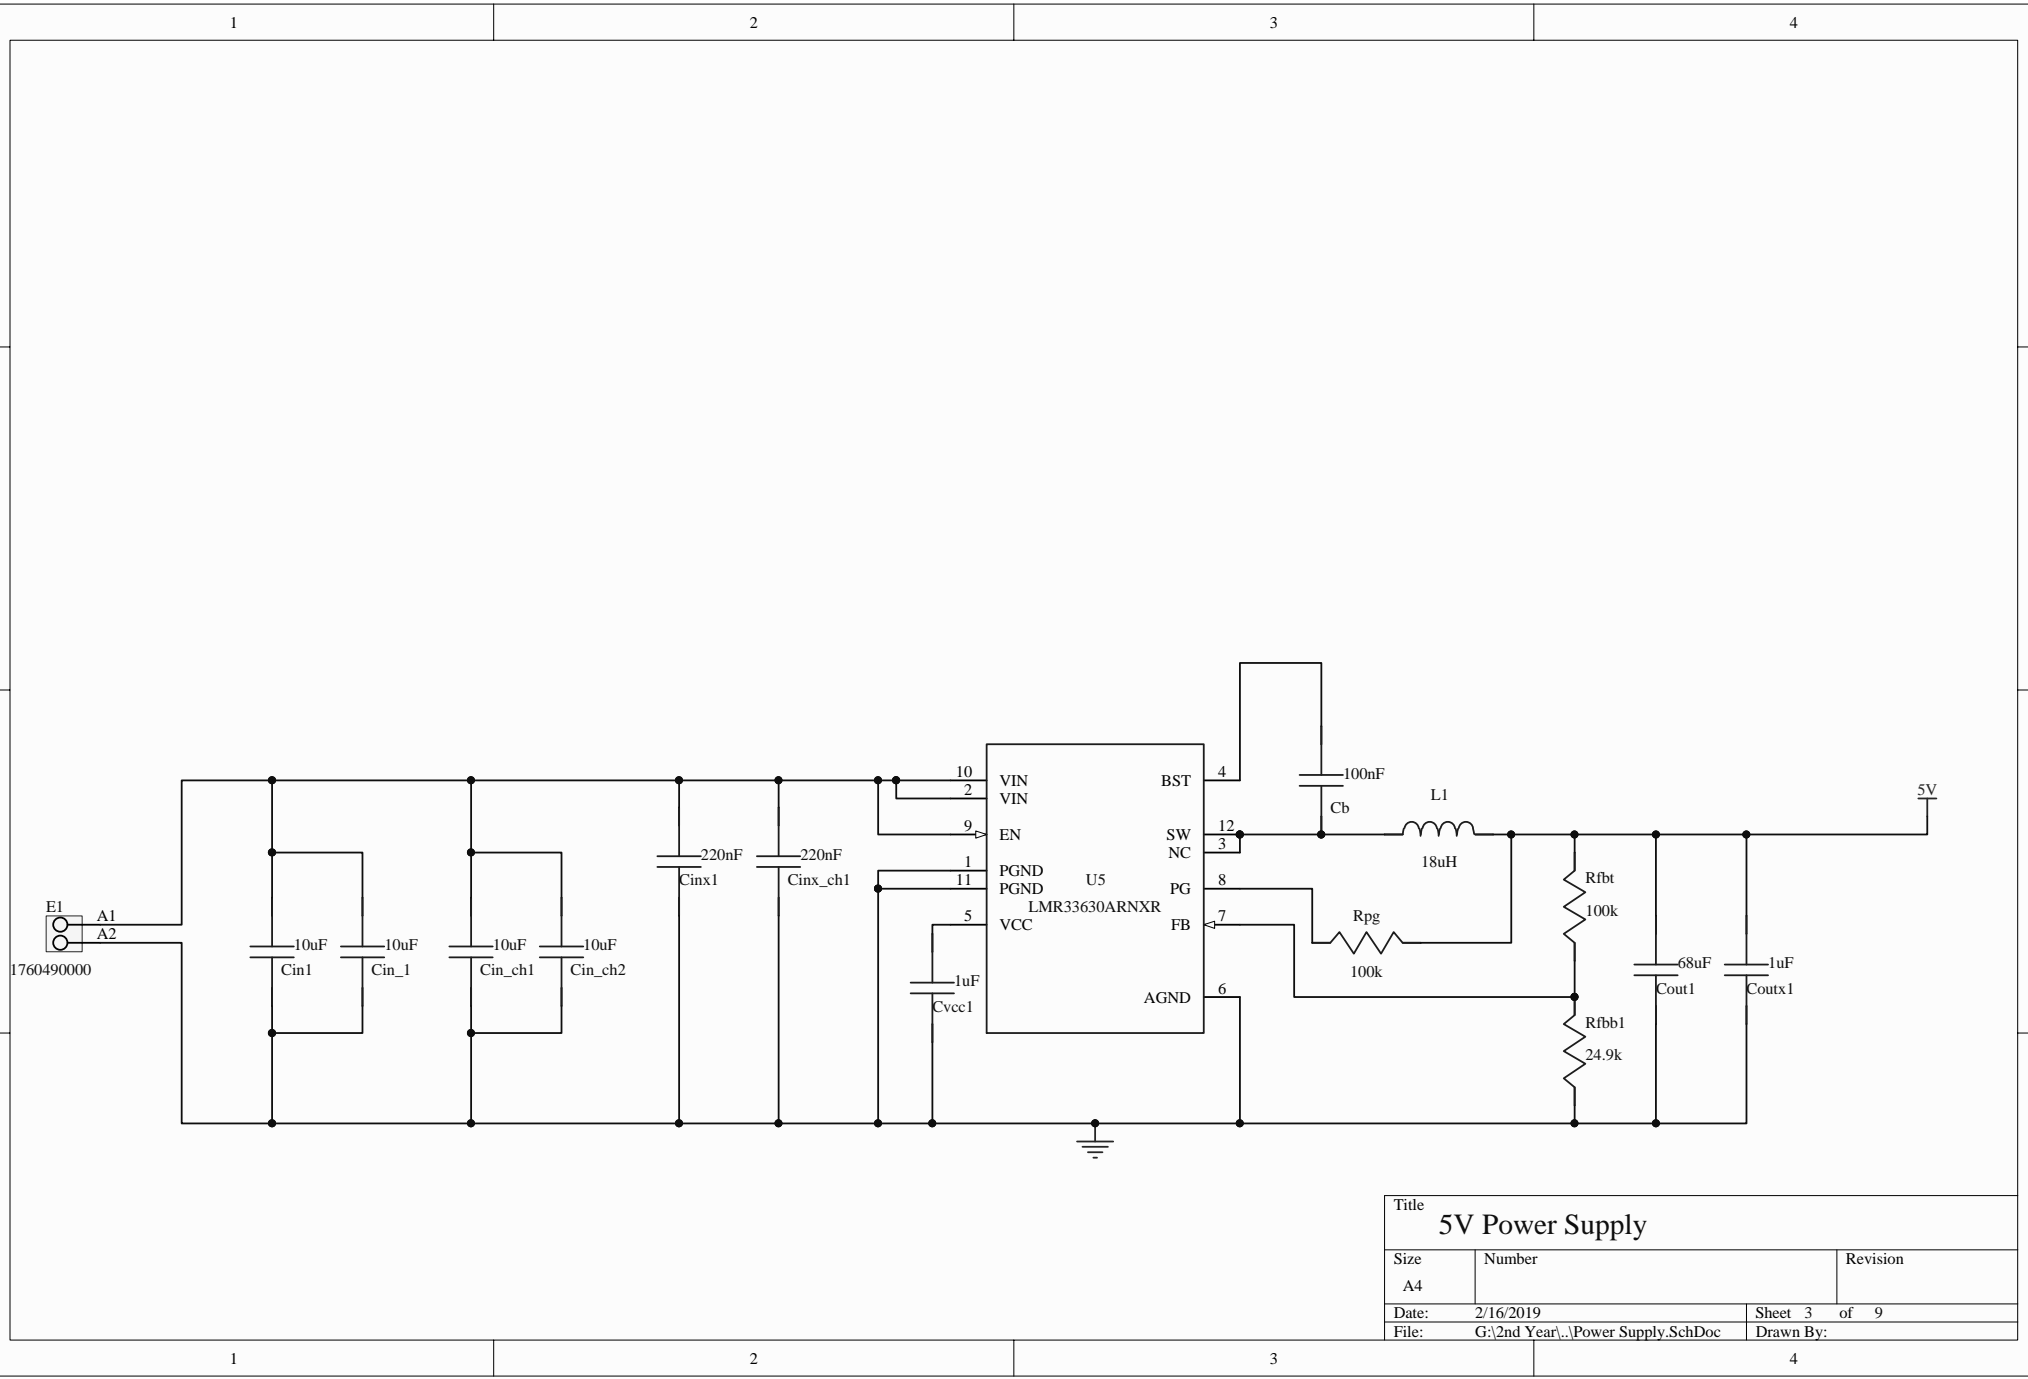 1 2 3 4
E1
A1
A2
1760490000
10uF
Cin1
10uF
Cin_1
10uF
Cin_ch1
10uF
Cin_ch2
220nF
Cinx1
220nF
Cinx_ch1
1uF
Cvcc1
10 VIN
2 VIN
9 EN
1 PGND
11 PGND
5 VCC
U5
LMR33630ARNXR
BST 4
SW 12
NC 3
PG 8
FB 7
AGND 6
100nF
Cb
L1
18uH
Rpg
100k
Rfbt
100k
Rfbb1
24.9k
68uF
Cout1
1uF
Coutx1
5V
Title
5V Power Supply
Size Number Revision
A4
Date: 2/16/2019 Sheet 3 of 9
File: G:\2nd Year\..\Power Supply.SchDoc Drawn By:
1 2 3 4